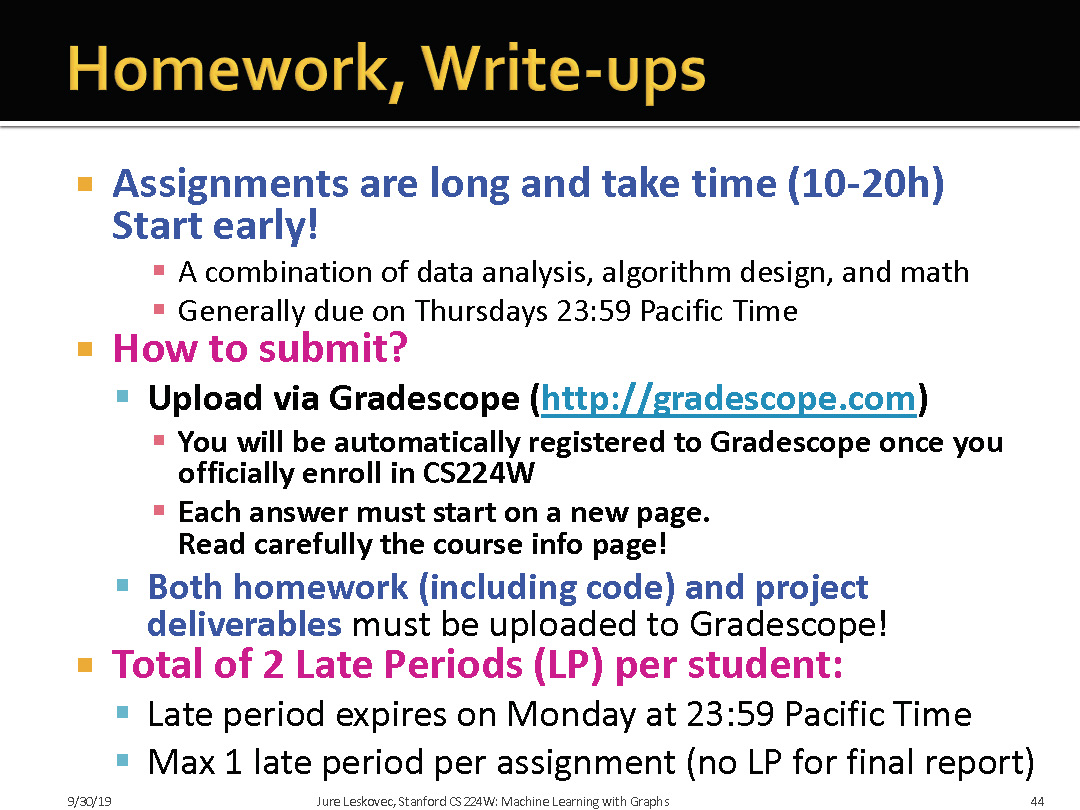 Homework, Write-ups
Assignments are long and take time (10-20h)
Start early!
A combination of data analysis, algorithm design, and math
Generally due on Thursdays 23:59 Pacific Time
How to submit?
Upload via Gradescope (http://gradescope.com)
You will be automatically registered to Gradescope once you
officially enroll in CS224W
Each answer must start on a new page.
Read carefully the course info page!
Both homework (including code) and project
deliverables must be uploaded to Gradescope!
Total of 2 Late Periods (LP) per student:
Late period expires on Monday at 23:59 Pacific Time
Max 1 late period per assignment (no LP for final report)
9/30/19 Jure Leskovec, Stanford CS224W: Machine Learning with Graphs 44